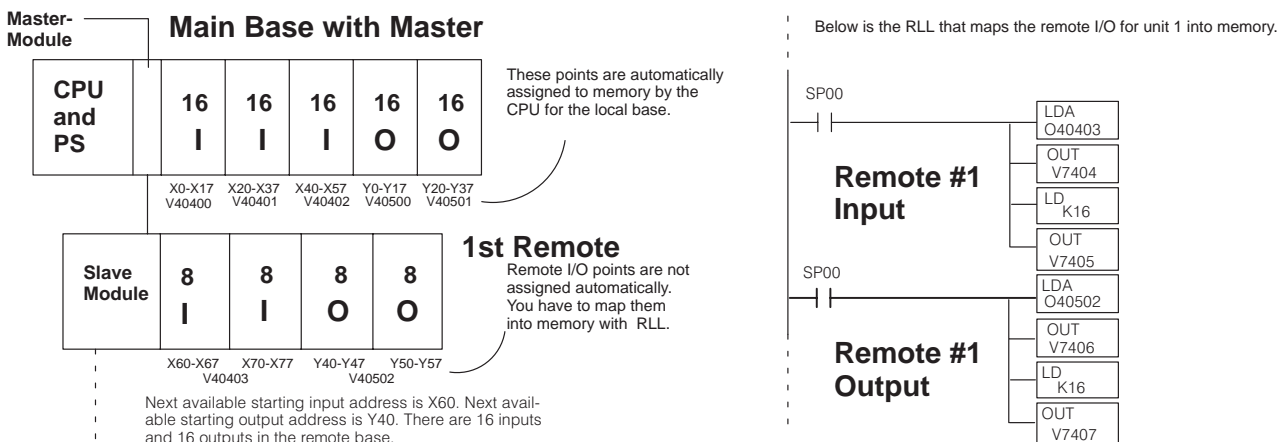 Master-
Module
Main Base with Master
CPU
and
PS
16
I
16
I
16
I
16
O
16
O
These points are automatically
assigned to memory by the
CPU for the local base.
X0-X17
V40400
X20-X37
V40401
X40-X57
V40402
Y0-Y17
V40500
Y20-Y37
V40501
1st Remote
Slave
Module
8
I
8
I
8
O
8
O
Remote I/O points are not
assigned automatically.
You have to map them
into memory with RLL.
X60-X67 X70-X77
V40403
Y40-Y47 Y50-Y57
V40502
Next available starting input address is X60. Next avail-
able starting output address is Y40. There are 16 inputs
and 16 outputs in the remote base.
Below is the RLL that maps the remote I/O for unit 1 into memory.
SP00
LDA
O40403
OUT
V7404
Remote #1
Input
LD
K16
OUT
V7405
SP00
LDA
O40502
OUT
V7406
Remote #1
Output
LD
K16
OUT
V7407